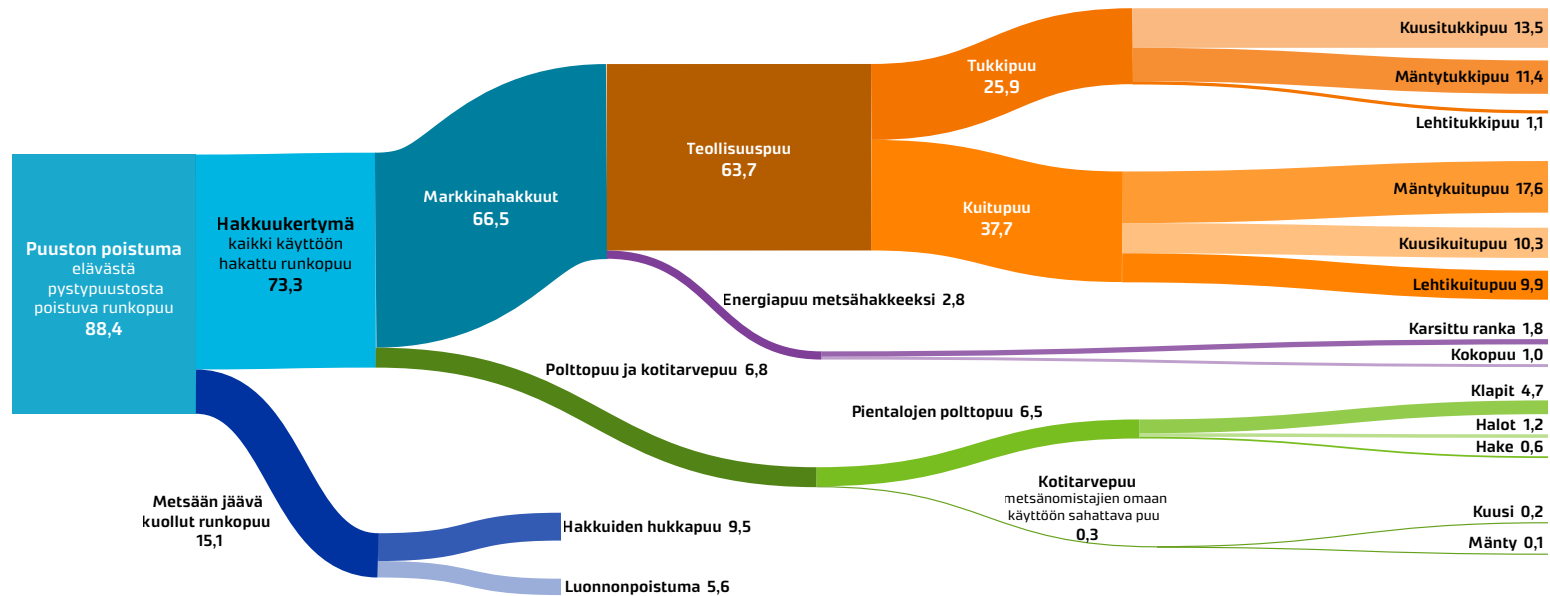 Puuston poistuma
elävästä
pystypuustosta
poistuva runkopuu
88,4
Hakkuukertymä
kaikki käyttöön
hakattu runkopuu
73,3
Metsään jäävä
kuollut runkopuu
15,1
Markkinahakkuut
66,5
Polttopuu ja kotitarvepuu 6,8
Hakkuiden hukkapuu 9,5
Luonnonpoistuma 5,6
Teollisuuspuu
63,7
Energiapuu metsähakkeeksi 2,8
Pientalojen polttopuu 6,5
Kotitarvepuu
metsänomistajien omaan
käyttöön sahattava puu
0,3
Tukkipuu
25,9
Kuitupuu
37,7
Kuusitukkipuu 13,5
Mäntytukkipuu 11,4
Lehtitukkipuu 1,1
Mäntykuitupuu 17,6
Kuusikuitupuu 10,3
Lehtikuitupuu 9,9
Karsittu ranka 1,8
Kokopuu 1,0
Klapit 4,7
Halot 1,2
Hake 0,6
Kuusi 0,2
Mänty 0,1